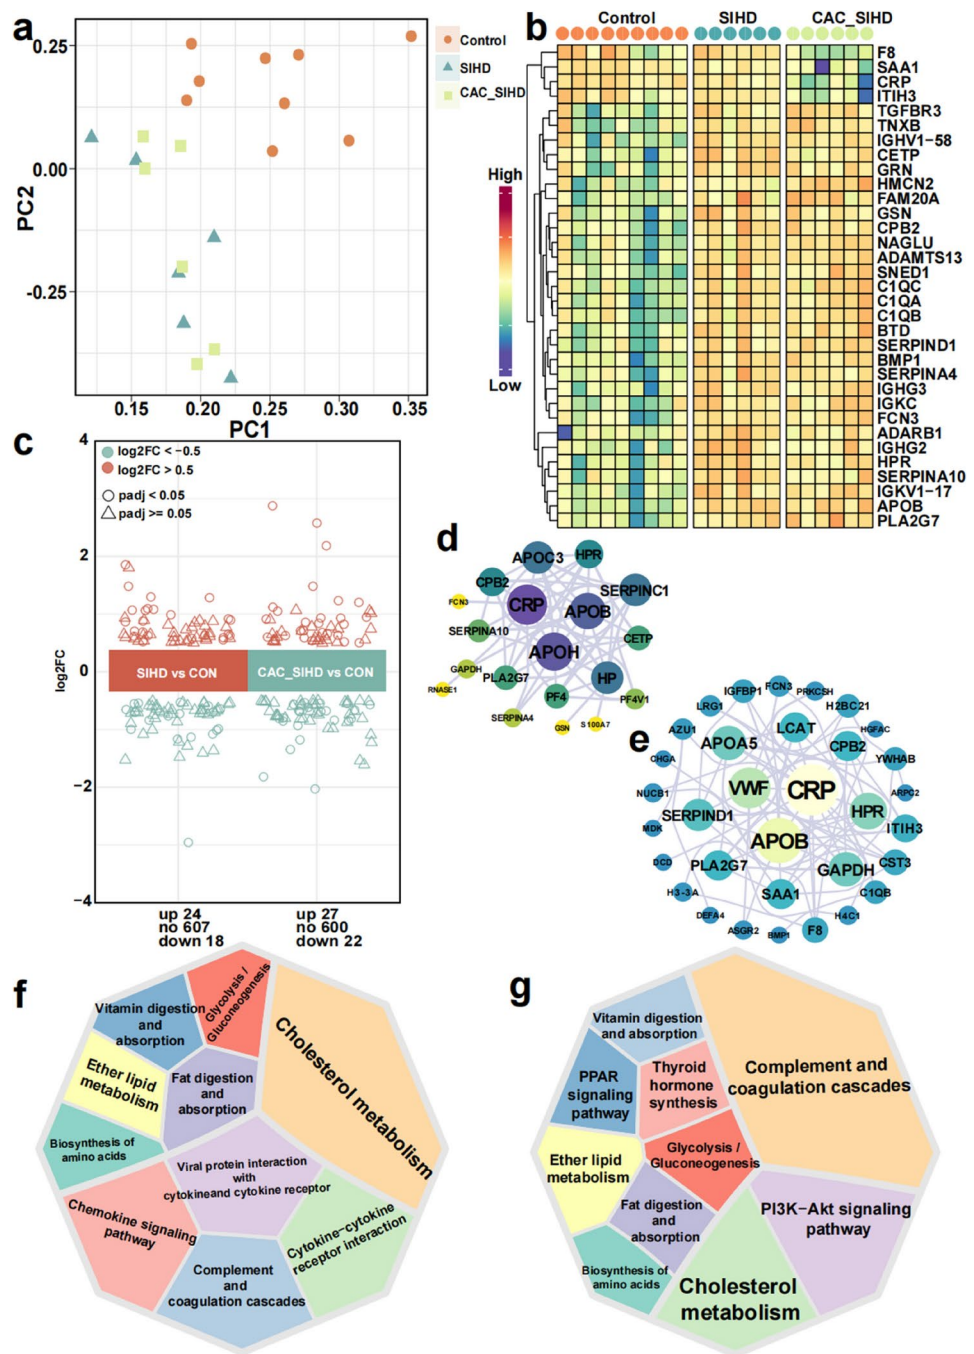 a
0.25
0.00
-0.25
PC2
0.15
0.20
0.25
0.30
0.35
PC1
Control
SIHD
CAC_SIHD
b
Control
SIHD
CAC_SIHD
High
Low
F8
SAA1
CRP
ITIH3
TGFBR3
TNXB
IGHV1−58
CETP
GRN
HMCN2
FAM20A
GSN
CPB2
NAGLU
ADAMTS13
SNED1
C1QC
C1QA
C1QB
BTD
SERPIND1
BMP1
SERPINA4
IGHG3
IGKC
FCN3
ADARB1
IGHG2
HPR
SERPINA10
IGKV1−17
APOB
PLA2G7
c
4
2
0
−2
−4
log2FC
log2FC < −0.5
log2FC > 0.5
padj < 0.05
padj >= 0.05
SIHD vs CON
CAC_SIHD vs CON
up 24
no 607
down 18
up 27
no 600
down 22
d
APOC3
HPR
CPB2
SERPINC1
FCN3
CRP
APOB
SERPINA10
CETP
APOH
GAPDH
PLA2G7
HP
RNASE1
PF4
PF4V1
SERPINA4
GSN
S100A7
e
FCN3
PRKCSH
IGFBP1
LRG1
H2BC21
AZU1
LCAT
HGFAC
APOA5
CPB2
CHGA
YWHAB
VWF
CRP
NUCB1
ARPC2
HPR
SERPIND1
MDK
ITIH3
APOB
DCD
PLA2G7
GAPDH
CST3
H3-3A
SAA1
C1QB
DEFA4
H4C1
ASGR2
BMP1
F8
f
Glycolysis /
Gluconeogenesis
Vitamin digestion
and
absorption
Cholesterol metabolism
Ether lipid
metabolism
Fat digestion
and
absorption
Biosynthesis of
amino acids
Viral protein interaction
with
cytokineand cytokine receptor
Chemokine signaling
pathway
Cytokine−cytokine
receptor interaction
Complement
and
coagulation cascades
g
Vitamin digestion
and absorption
Complement and
coagulation cascades
PPAR
signaling
pathway
Thyroid
hormone
synthesis
Glycolysis /
Gluconeogenesis
Ether lipid
metabolism
Fat digestion
and
absorption
PI3K−Akt signaling
pathway
Biosynthesis of
amino acids
Cholesterol
metabolism